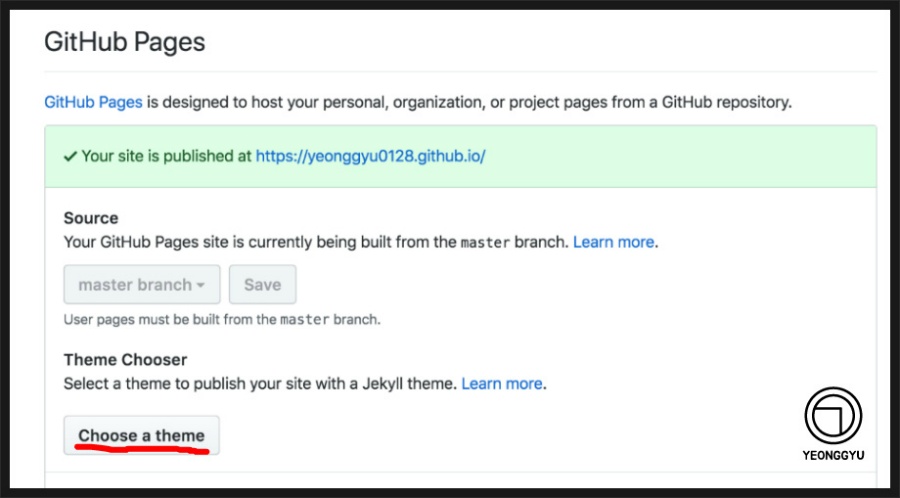 GitHub Pages
GitHub Pages is designed to host your personal, organization, or project pages from a GitHub repository.
✓ Your site is published at https://yeonggyu0128.github.io/
Source
Your GitHub Pages site is currently being built from the master branch. Learn more.
master branch Save
User pages must be built from the master branch.
Theme Chooser
Select a theme to publish your site with a Jekyll theme. Learn more.
Choose a theme
YEONGGYU